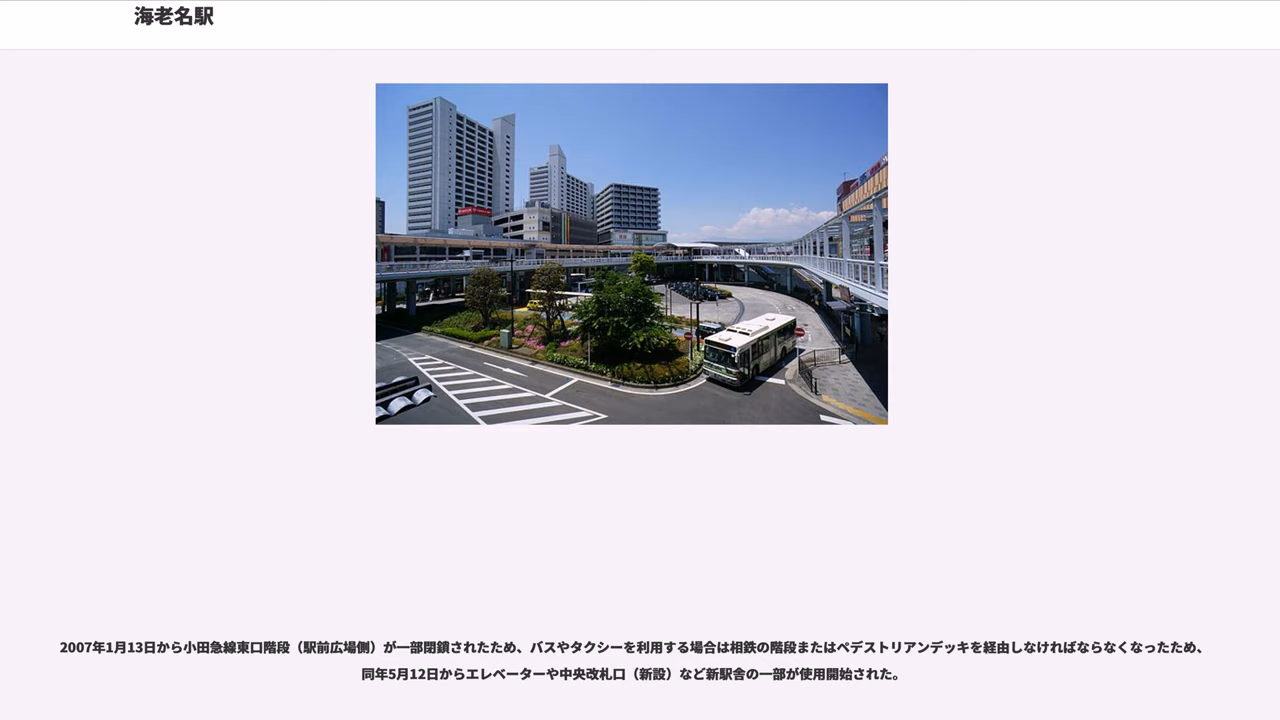 海老名駅
2007年1月13日から小田急線東口階段（駅前広場側）が一部閉鎖されたため、バスやタクシーを利用する場合は相鉄の階段またはペデストリアンデッキを経由しなければならなくなったため、
同年5月12日からエレベーターや中央改札口（新設）など新駅舎の一部が使用開始された。